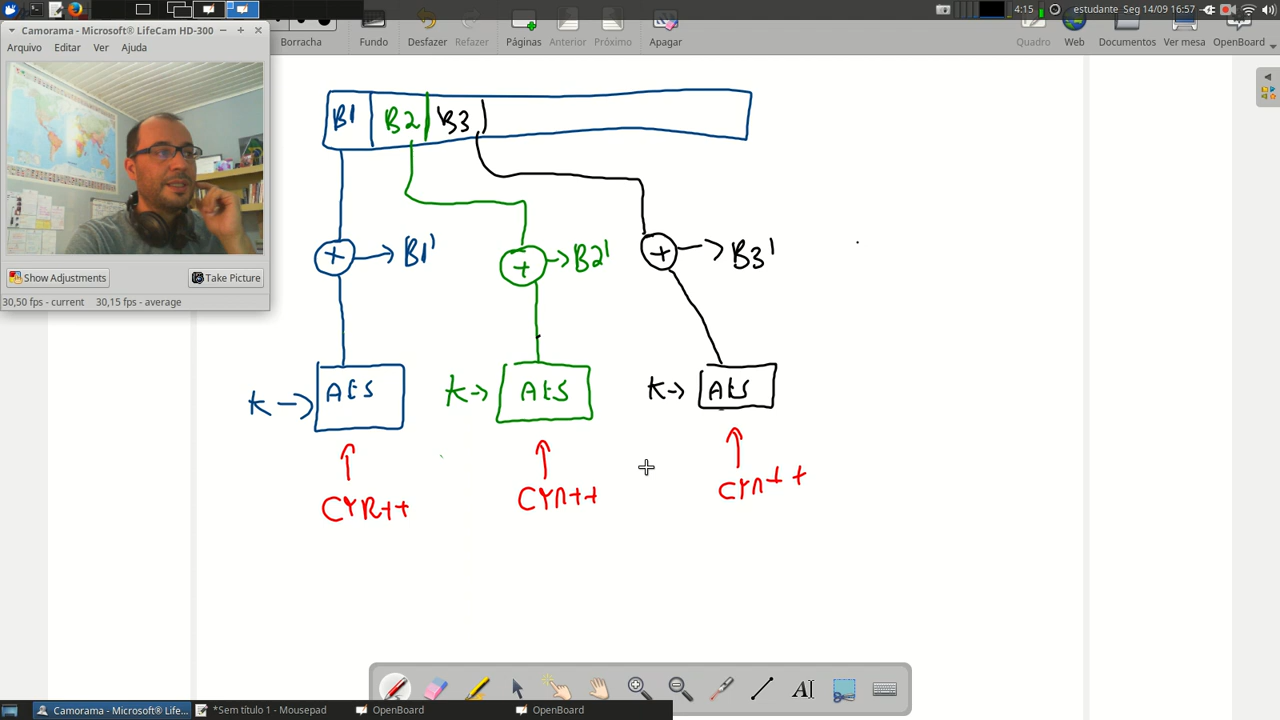 4:15 estudante Seg 14/09 16:57
Camorama - Microsoft® LifeCam HD-300
Arquivo Editar Ver Ajuda
Borracha Fundo Desfazer Refazer Páginas Anterior Próximo Apagar Quadro Web Documentos Ver mesa OpenBoard
B1 B2 B3
B1' B2' B3'
Show Adjustments Take Picture
30,50 fps - current 30,15 fps - average
K AES K AES K AES
CTR++ CTR++ CTR++
Camorama - Microsoft® Life... *Sem título 1 - Mousepad OpenBoard OpenBoard